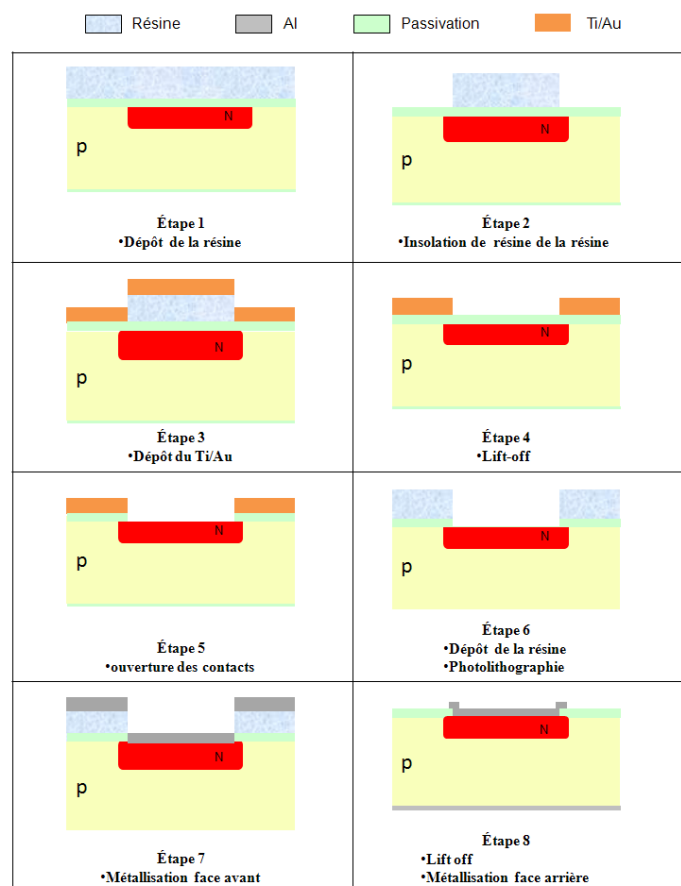 Résine Al Passivation Ti/Au
N
p
Étape 1
•Dépôt de la résine
N
p
Étape 2
•Insolation de résine de la résine
N
p
Étape 3
•Dépôt du Ti/Au
N
p
Étape 4
•Lift-off
N
p
Étape 5
•ouverture des contacts
N
p
Étape 6
•Dépôt de la résine
•Photolithographie
N
p
Étape 7
•Métallisation face avant
N
p
Étape 8
•Lift off
•Métallisation face arrière